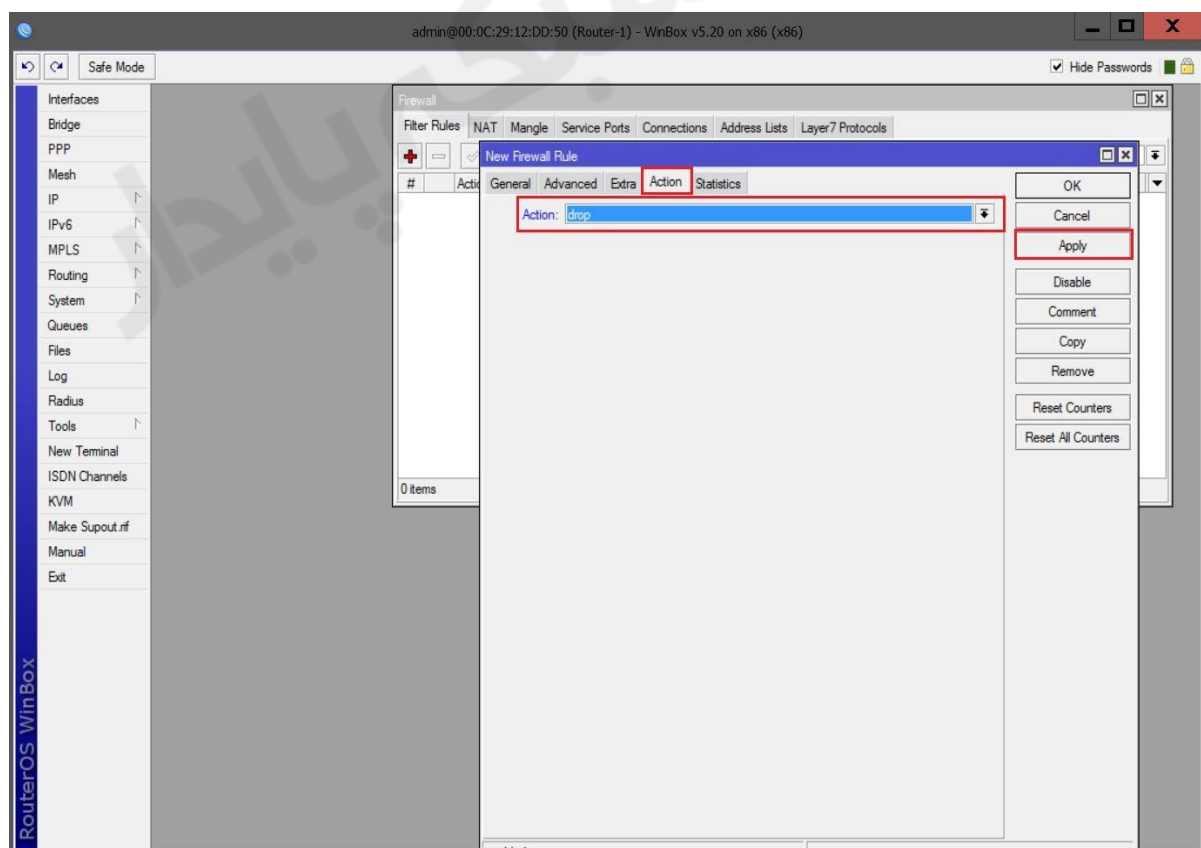 admin@00:0C:29:12:DD:50 (Router-1) - WinBox v5.20 on x86 (x86)
Safe Mode
Hide Passwords
Interfaces
Bridge
PPP
Mesh
IP
IPv6
MPLS
Routing
System
Queues
Files
Log
Radius
Tools
New Terminal
ISDN Channels
KVM
Make Supout.rif
Manual
Exit
RouterOS WinBox
Firewall
Filter Rules NAT Mangle Service Ports Connections Address Lists Layer7 Protocols
#
0 items
New Firewall Rule
General Advanced Extra Action Statistics
Action: drop
OK
Cancel
Apply
Disable
Comment
Copy
Remove
Reset Counters
Reset All Counters
پایدار